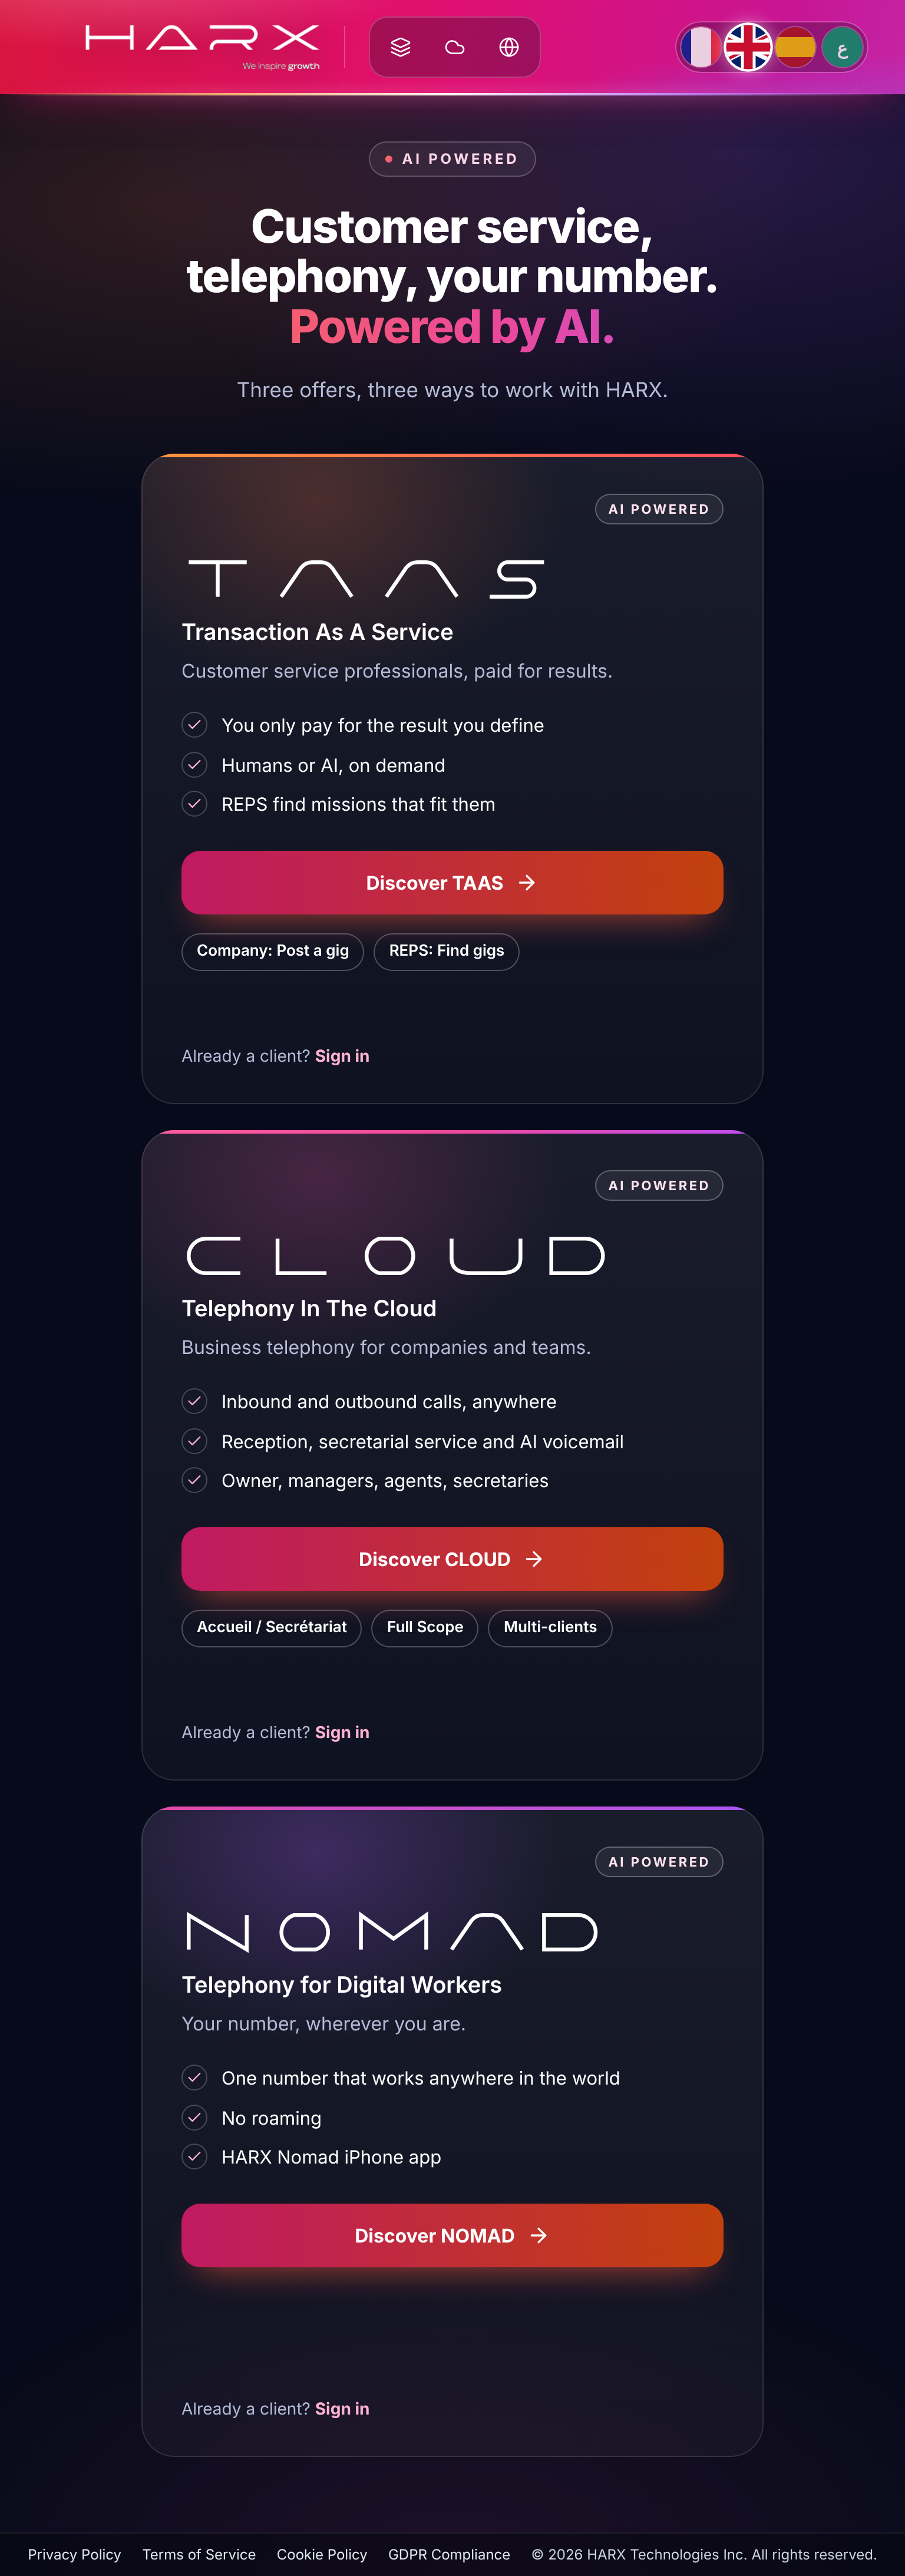 HARX
We inspire growth
ع
AI POWERED
Customer service,
telephony, your number.
Powered by AI.
Three offers, three ways to work with HARX.
AI POWERED
TAAS
Transaction As A Service
Customer service professionals, paid for results.
You only pay for the result you define
Humans or AI, on demand
REPS find missions that fit them
Discover TAAS
Company: Post a gig REPS: Find gigs
Already a client? Sign in
AI POWERED
CLOUD
Telephony In The Cloud
Business telephony for companies and teams.
Inbound and outbound calls, anywhere
Reception, secretarial service and AI voicemail
Owner, managers, agents, secretaries
Discover CLOUD
Accueil / Secrétariat Full Scope Multi-clients
Already a client? Sign in
AI POWERED
NOMAD
Telephony for Digital Workers
Your number, wherever you are.
One number that works anywhere in the world
No roaming
HARX Nomad iPhone app
Discover NOMAD
Already a client? Sign in
Privacy Policy Terms of Service Cookie Policy GDPR Compliance © 2026 HARX Technologies Inc. All rights reserved.